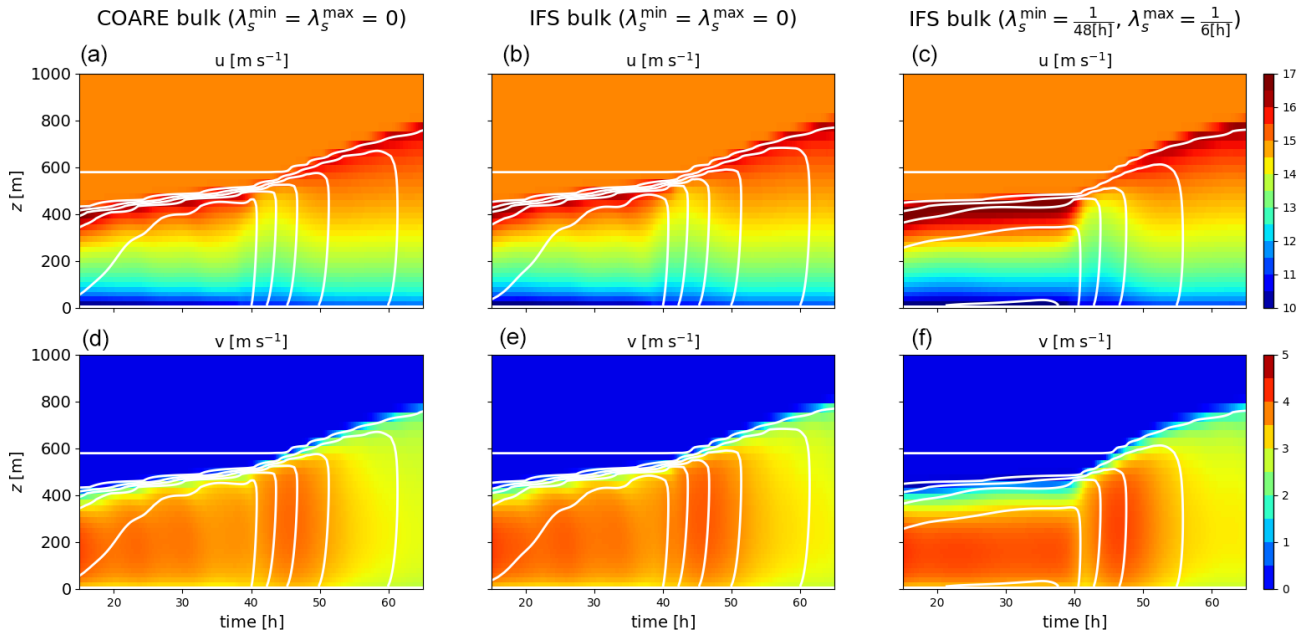 COARE bulk (λ_s^min = λ_s^max = 0)
IFS bulk (λ_s^min = λ_s^max = 0)
IFS bulk (λ_s^min = 1/48[h], λ_s^max = 1/6[h])
(a)
u [m s⁻¹]
(b)
u [m s⁻¹]
(c)
u [m s⁻¹]
1000
800
600
400
200
0
z [m]
17
16
15
14
13
12
11
10
(d)
v [m s⁻¹]
(e)
v [m s⁻¹]
(f)
v [m s⁻¹]
1000
800
600
400
200
0
z [m]
5
4
3
2
1
0
20 30 40 50 60
time [h]
20 30 40 50 60
time [h]
20 30 40 50 60
time [h]